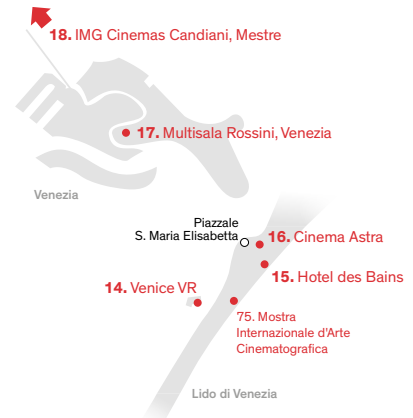 18. IMG Cinemas Candiani, Mestre
17. Multisala Rossini, Venezia
Venezia
Piazzale
S. Maria Elisabetta
16. Cinema Astra
15. Hotel des Bains
14. Venice VR
75. Mostra
Internazionale d'Arte
Cinematografica
Lido di Venezia